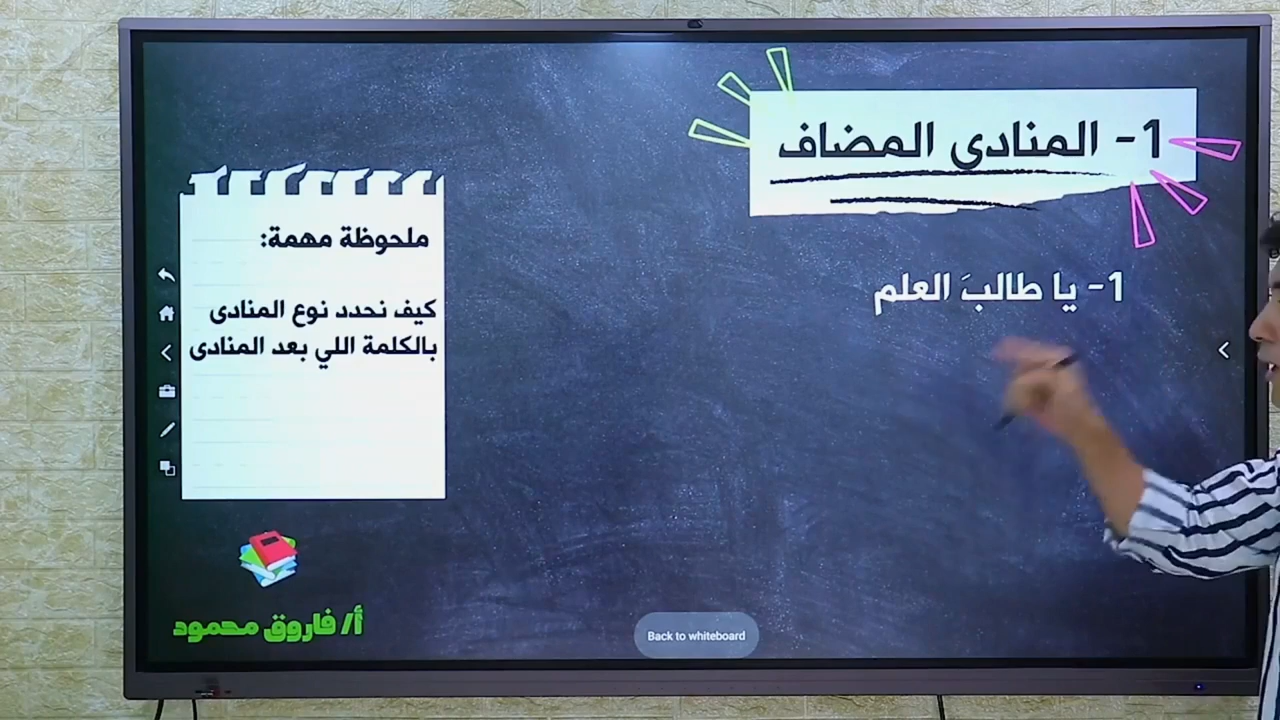 1- المنادى المضاف
1- يا طالبَ العلم
ملحوظة مهمة:
كيف نحدد نوع المنادى
بالكلمة اللي بعد المنادى
أ/ فاروق محمود
Back to whiteboard